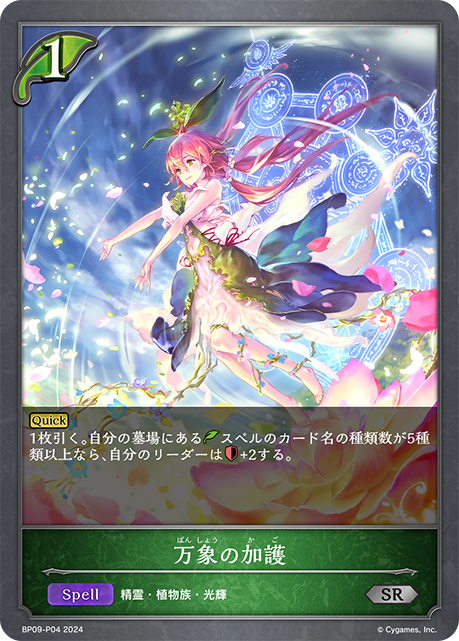 1
Quick
1枚引く。自分の墓場にあるスペルのカード名の種類数が5種
類以上なら、自分のリーダーは+2する。
ばんしょう かご
万象の加護
Spell 精霊・植物族・光輝 SR
BP09-P04 2024 © Cygames, Inc.